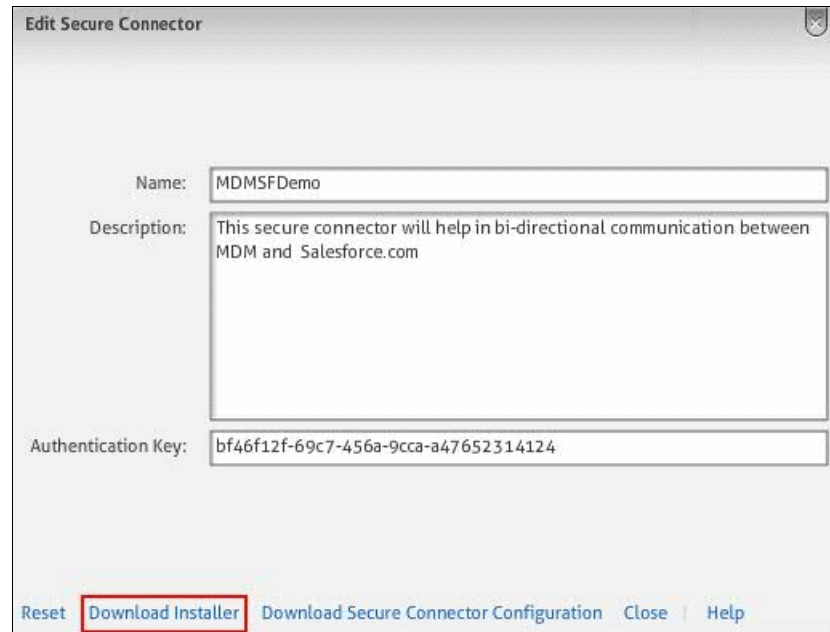 Edit Secure Connector
Name: MDMSFDemo
Description: This secure connector will help in bi-directional communication between
MDM and Salesforce.com
Authentication Key: bf46f12f-69c7-456a-9cca-a47652314124
Reset Download Installer Download Secure Connector Configuration Close | Help